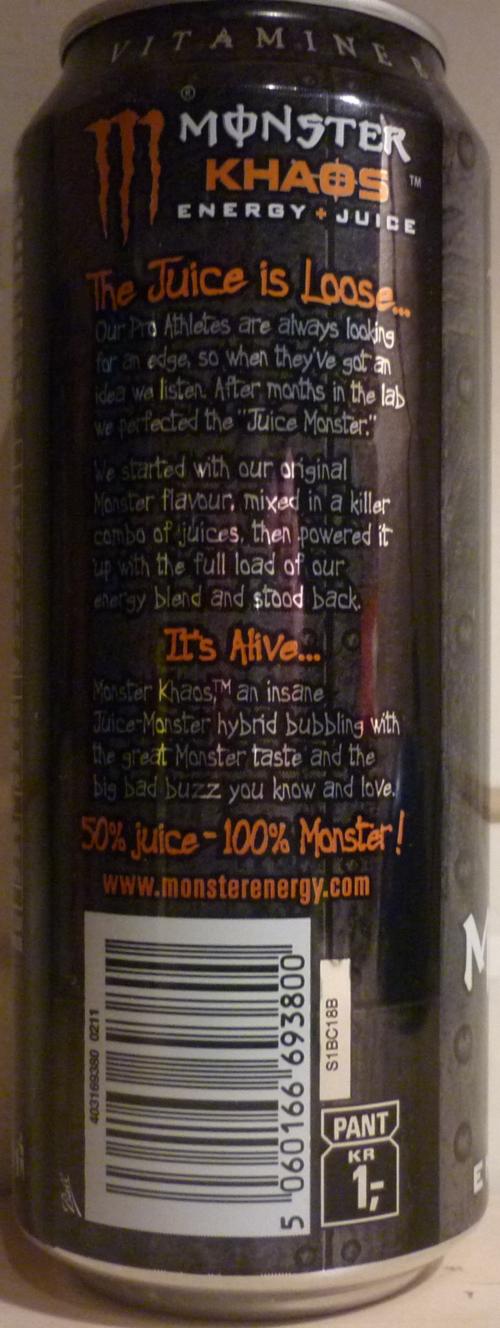 VITAMINE
®
MONSTER
KHAOS ™
ENERGY + JUICE
The Juice is Loose...
Our Pro Athletes are always looking
for an edge, so when they've got an
idea we listen. After months in the lab
we perfected the "Juice Monster."
We started with our original
Monster flavour, mixed in a killer
combo of juices, then powered it
up with the full load of our
energy blend and stood back.
It's Alive...
Monster Khaos,™ an insane
Juice-Monster hybrid bubbling with
the great Monster taste and the
big bad buzz you know and love.
50% juice - 100% Monster!
www.monsterenergy.com
403169380 0211
5 060166 693800
S1BC18B
PANT
KR
1,-
Ball
M
E